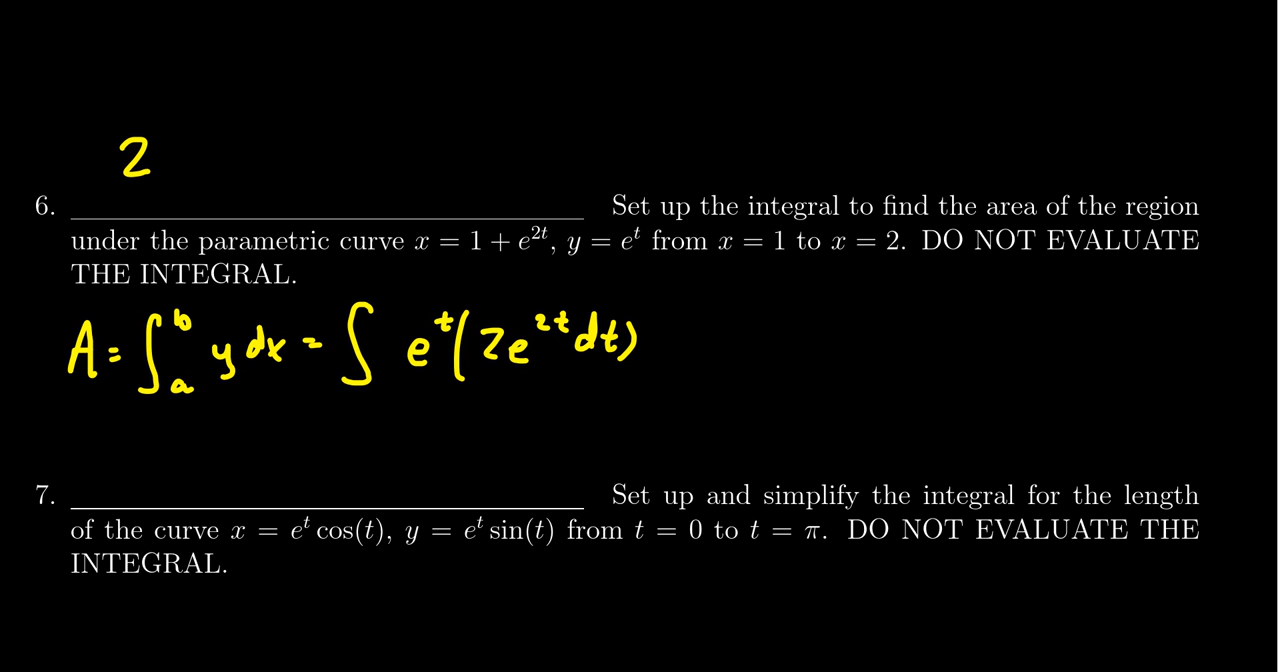 2
6. Set up the integral to find the area of the region
under the parametric curve x = 1 + e^{2t}, y = e^t from x = 1 to x = 2. DO NOT EVALUATE
THE INTEGRAL.
A = ∫_a^b y dx = ∫ e^t (2e^{2t} dt)
7. Set up and simplify the integral for the length
of the curve x = e^t cos(t), y = e^t sin(t) from t = 0 to t = π. DO NOT EVALUATE THE
INTEGRAL.